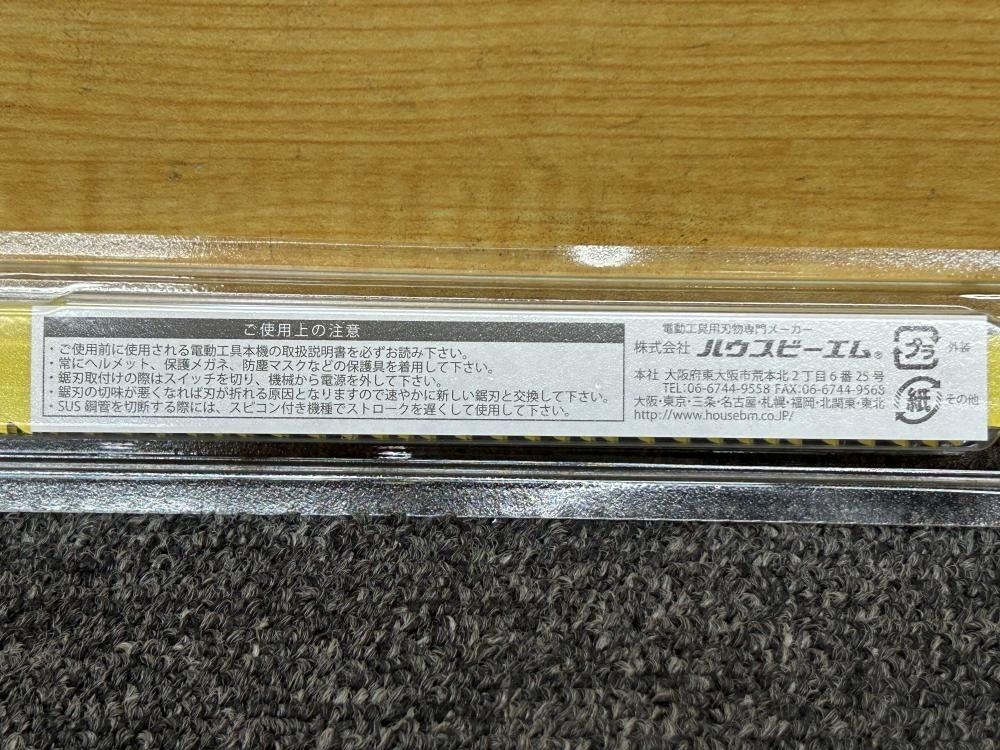 ご使用上の注意
・ご使用前に使用される電動工具本機の取扱説明書を必ずお読み下さい。
・常にヘルメット、保護メガネ、防塵マスクなどの保護具を着用して下さい。
・鋸刃取付けの際はスイッチを切り、機械から電源を外して下さい。
・鋸刃の切味が悪くなれば刃が折れる原因となりますので速やかに新しい鋸刃と交換して下さい。
・SUS 鋼管を切断する際には、スピコン付き機種でストロークを遅くして使用して下さい。
電動工具用刃物専門メーカー
株式会社 ハウスビーエム®
本社 大阪府東大阪市荒本北2丁目6番25号
TEL:06-6744-9558 FAX:06-6744-9568
大阪・東京・三条・名古屋・札幌・福岡・北関東・東北
http://www.housebm.co.jp/
プラ 外装
紙 その他